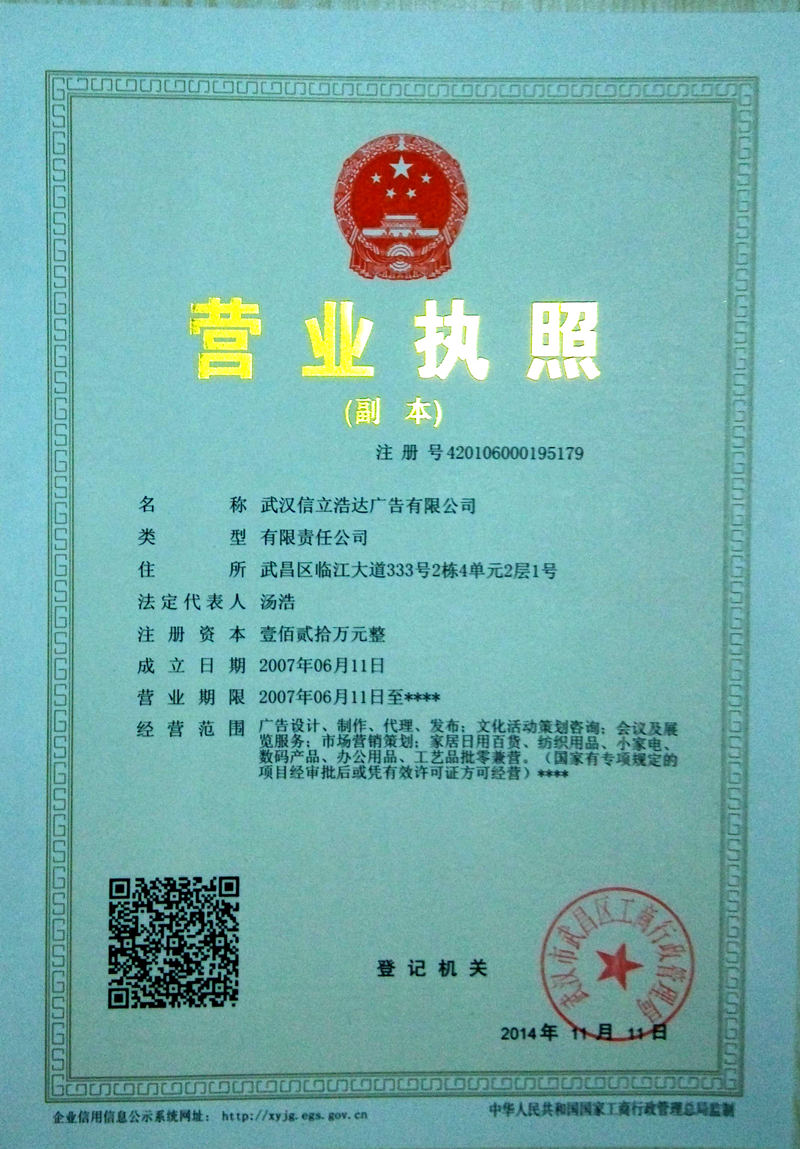 营业执照
(副 本)
注 册 号420106000195179
名 称 武汉信立浩达广告有限公司
类 型 有限责任公司
住 所 武昌区临江大道333号2栋4单元2层1号
法定代表人 汤浩
注 册 资 本 壹佰贰拾万元整
成 立 日 期 2007年06月11日
营 业 期 限 2007年06月11日至****
经 营 范 围 广告设计、制作、代理、发布；文化活动策划咨询；会议及展
览服务；市场营销策划；家居日用百货、纺织用品、小家电、
数码产品、办公用品、工艺品批零兼营。（国家有专项规定的
项目经审批后或凭有效许可证方可经营）****
武汉市武昌区工商行政管理局
登 记 机 关
2014年 11月 11日
企业信用信息公示系统网址： http://xyjg.egs.gov.cn
中华人民共和国国家工商行政管理总局监制